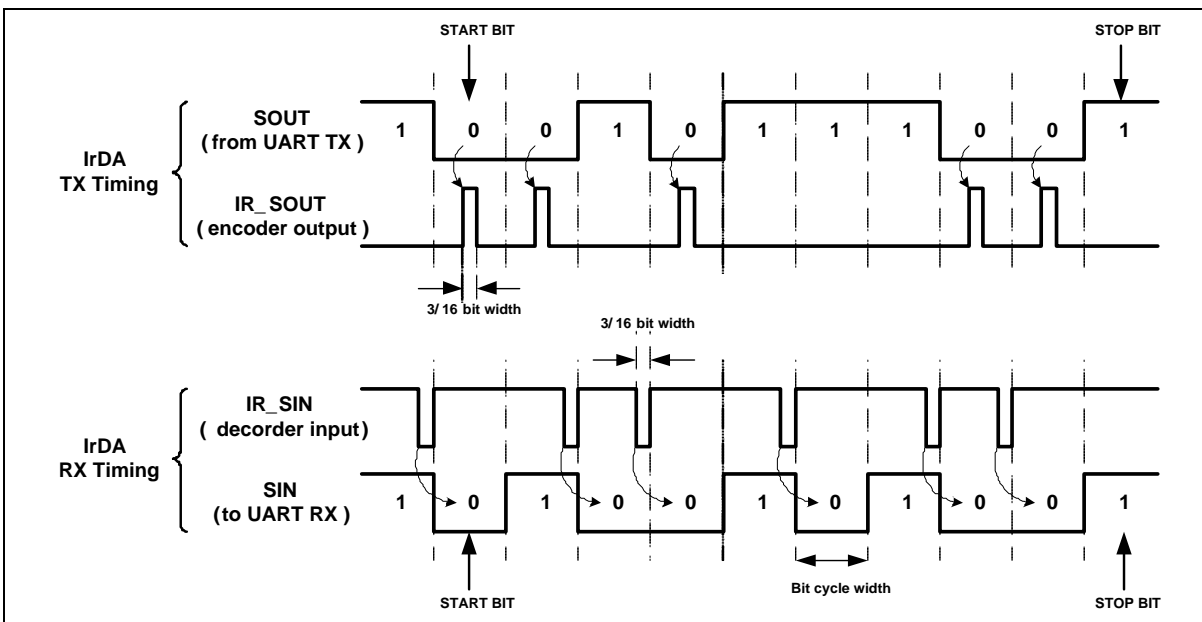 START BIT
STOP BIT
IrDA
TX Timing
SOUT
( from UART TX )
1 0 0 1 0 1 1 1 0 0 1
IR_SOUT
( encoder output )
3/ 16 bit width
3/ 16 bit width
IrDA
RX Timing
IR_SIN
( decorder input)
SIN
(to UART RX )
1 0 1 0 0 1 0 1 0 0 1
Bit cycle width
START BIT
STOP BIT